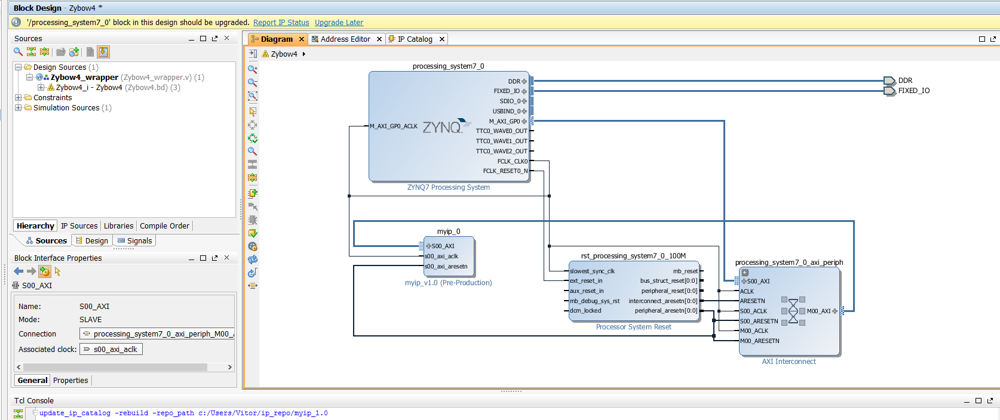 Block Design - Zybow4 *
'/processing_system7_0' block in this design should be upgraded. Report IP Status Upgrade Later
Sources
Design Sources (1)
Zybow4_wrapper (Zybow4_wrapper.v) (1)
Zybow4_i - Zybow4 (Zybow4.bd) (3)
Constraints
Simulation Sources (1)
Hierarchy IP Sources Libraries Compile Order
Sources Design Signals
Block Interface Properties
S00_AXI
Name: S00_AXI
Mode: SLAVE
Connection processing_system7_0_axi_periph_M00_
Associated clock: s00_axi_aclk
General Properties
Diagram Address Editor IP Catalog
Zybow4
processing_system7_0
DDR
FIXED_IO
SDIO_0
USBIND_0
M_AXI_GP0
M_AXI_GP0_ACLK
ZYNQ
TTC0_WAVE0_OUT
TTC0_WAVE1_OUT
TTC0_WAVE2_OUT
FCLK_CLK0
FCLK_RESET0_N
ZYNQ7 Processing System
DDR
FIXED_IO
myip_0
S00_AXI
s00_axi_aclk
s00_axi_aresetn
myip_v1.0 (Pre-Production)
rst_processing_system7_0_100M
slowest_sync_clk mb_reset
ext_reset_in bus_struct_reset[0:0]
aux_reset_in peripheral_reset[0:0]
mb_debug_sys_rst interconnect_aresetn[0:0]
dcm_locked peripheral_aresetn[0:0]
Processor System Reset
processing_system7_0_axi_periph
S00_AXI
ACLK
ARESETN
S00_ACLK M00_AXI
S00_ARESETN
M00_ACLK
M00_ARESETN
AXI Interconnect
Tcl Console
update_ip_catalog -rebuild -repo_path c:/Users/Vitor/ip_repo/myip_1.0